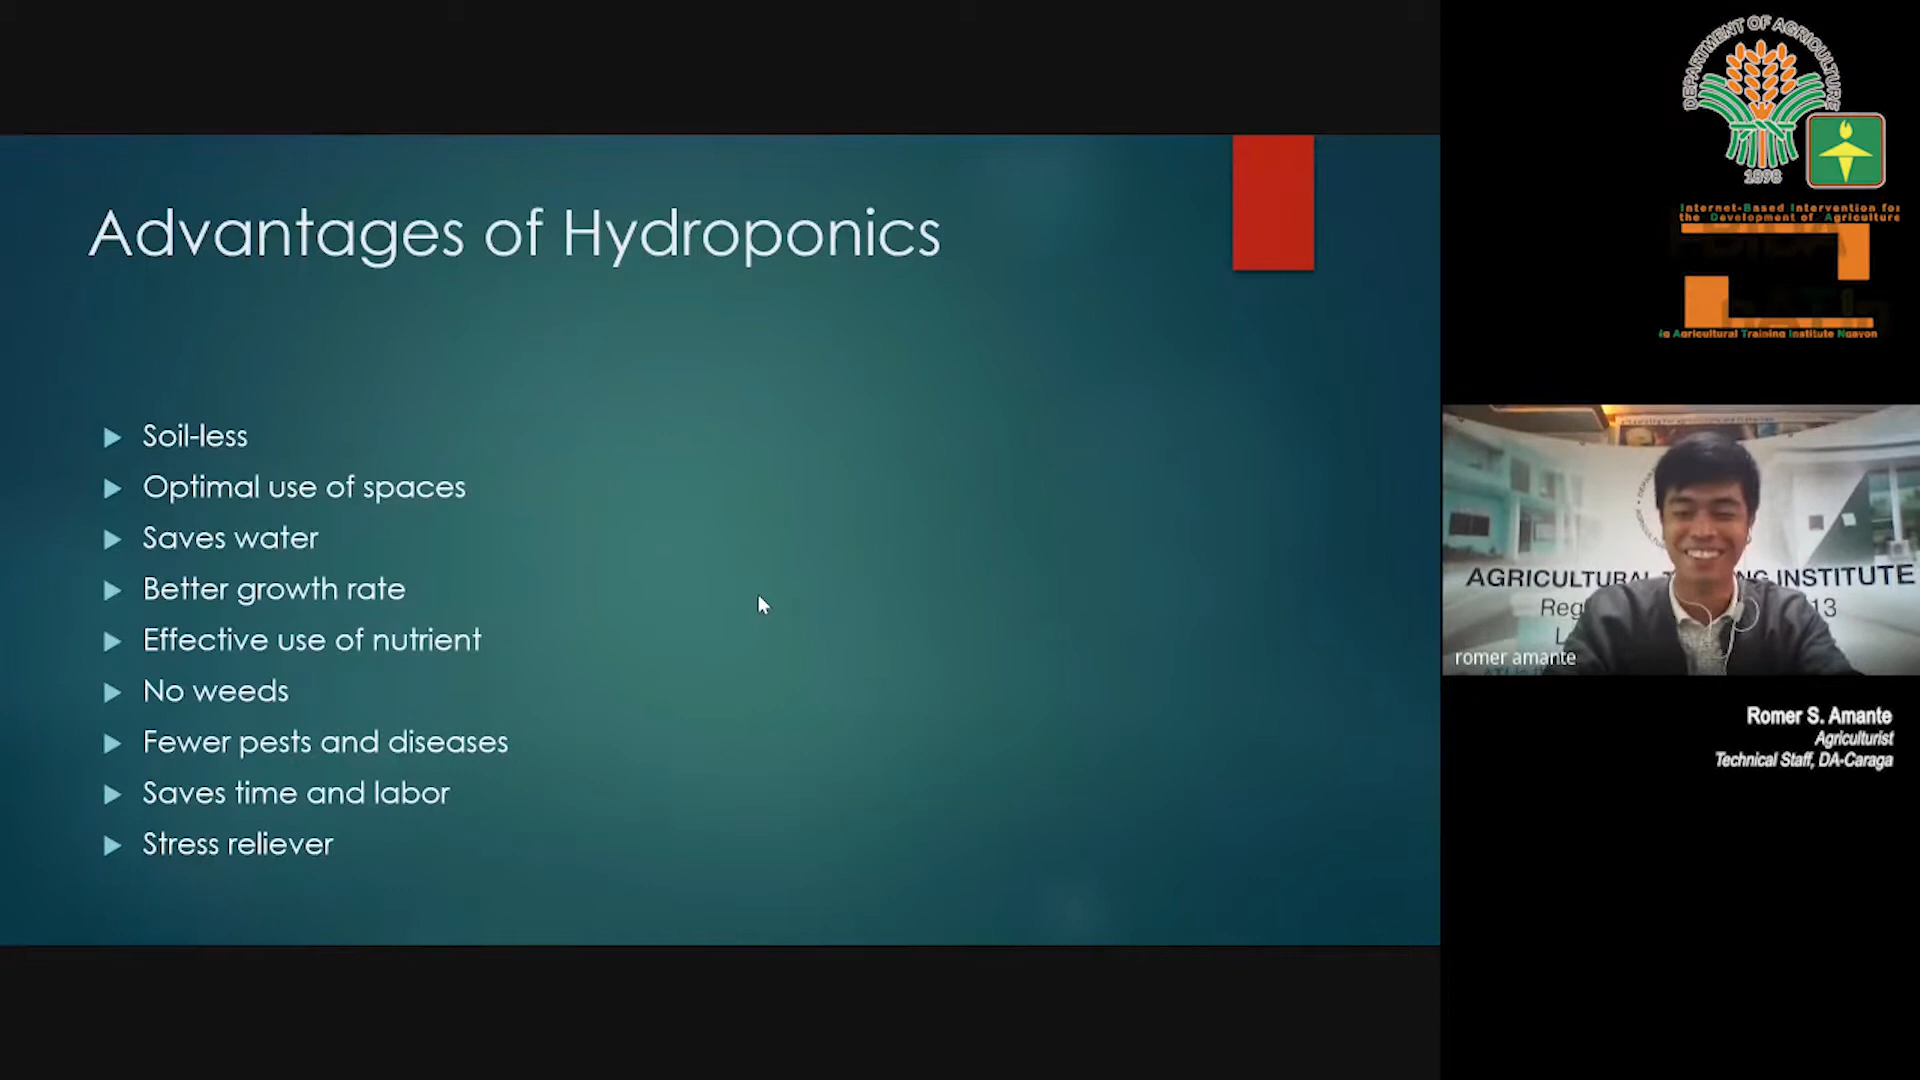 Advantages of Hydroponics
Soil-less
Optimal use of spaces
Saves water
Better growth rate
Effective use of nutrient
No weeds
Fewer pests and diseases
Saves time and labor
Stress reliever
DEPARTMENT OF AGRICULTURE
1898
Internet-Based Intervention for
the Development of Agriculture
Agricultural Training Institute Ngayon
AGRICULTURAL INSTITUTE
13
romer amante
Romer S. Amante
Agriculturist
Technical Staff, DA-Caraga